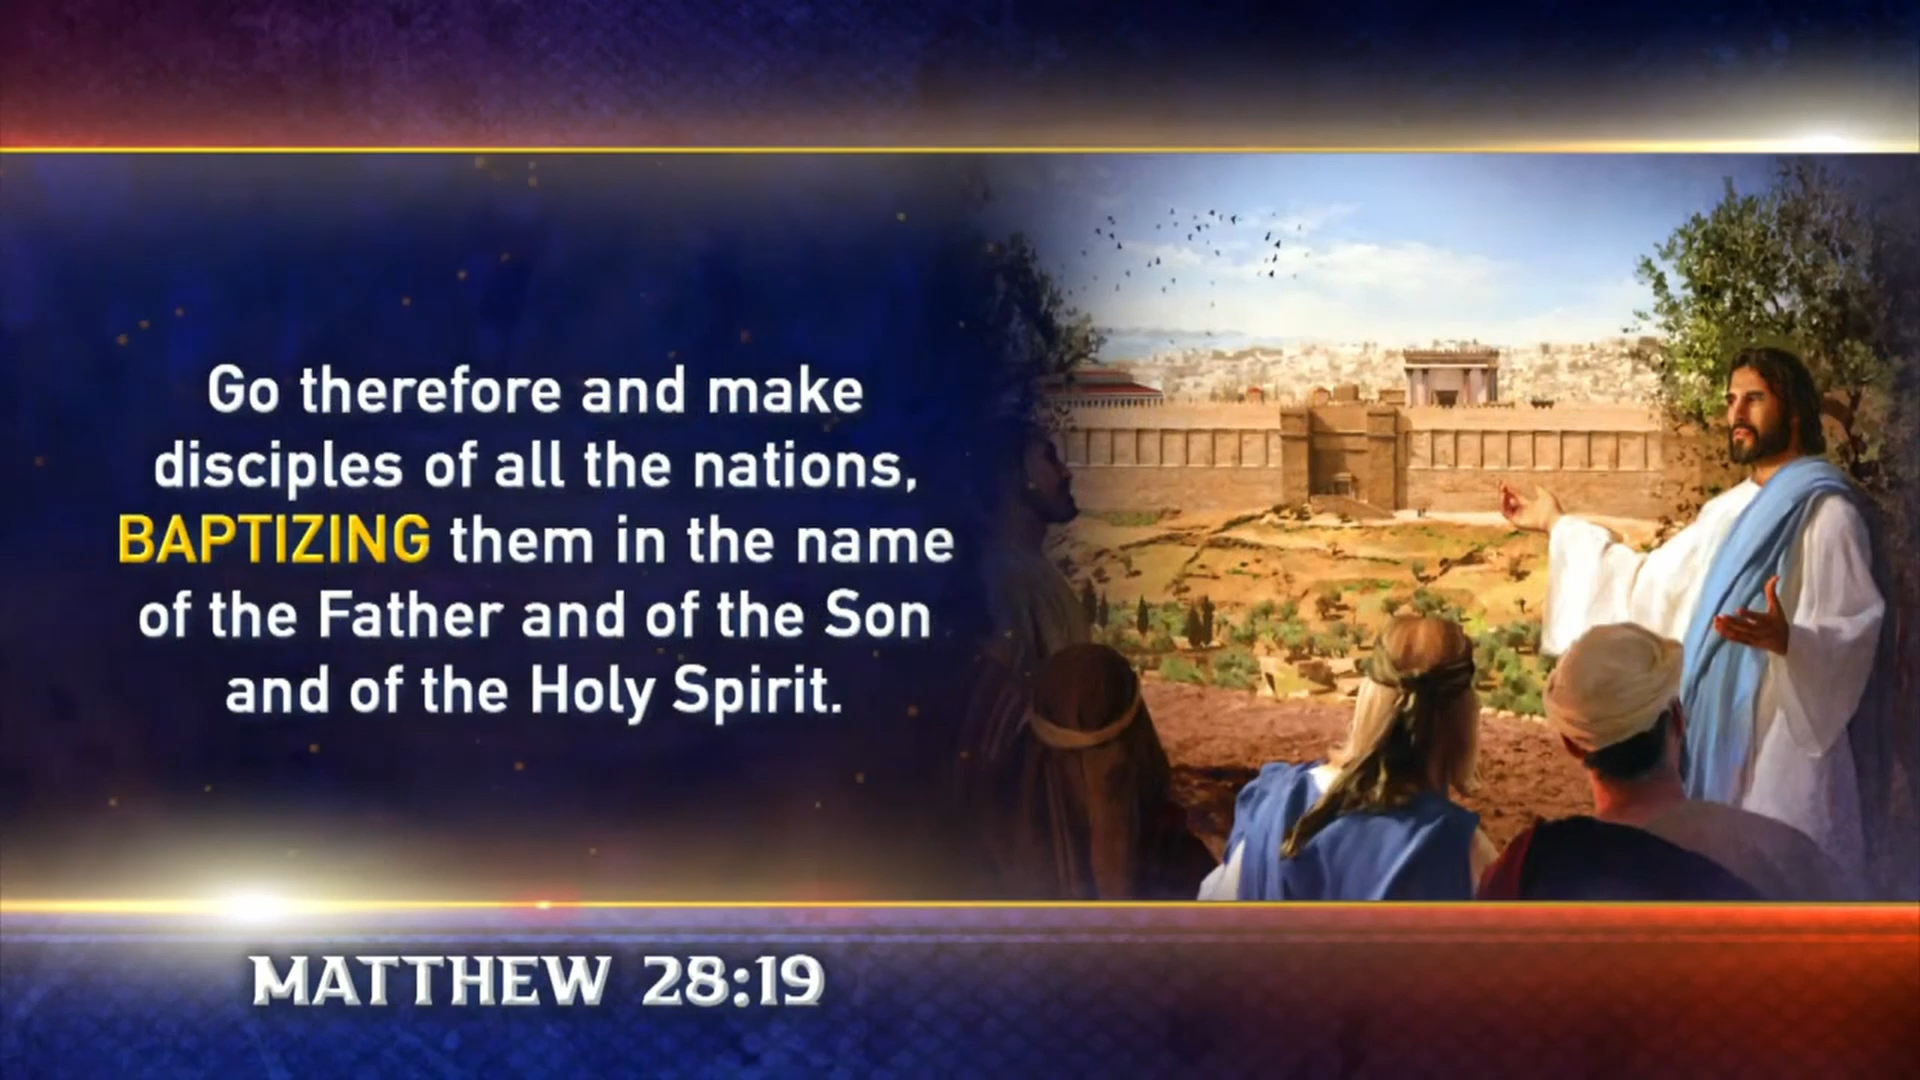 Go therefore and make
disciples of all the nations,
BAPTIZING them in the name
of the Father and of the Son
and of the Holy Spirit.
MATTHEW 28:19